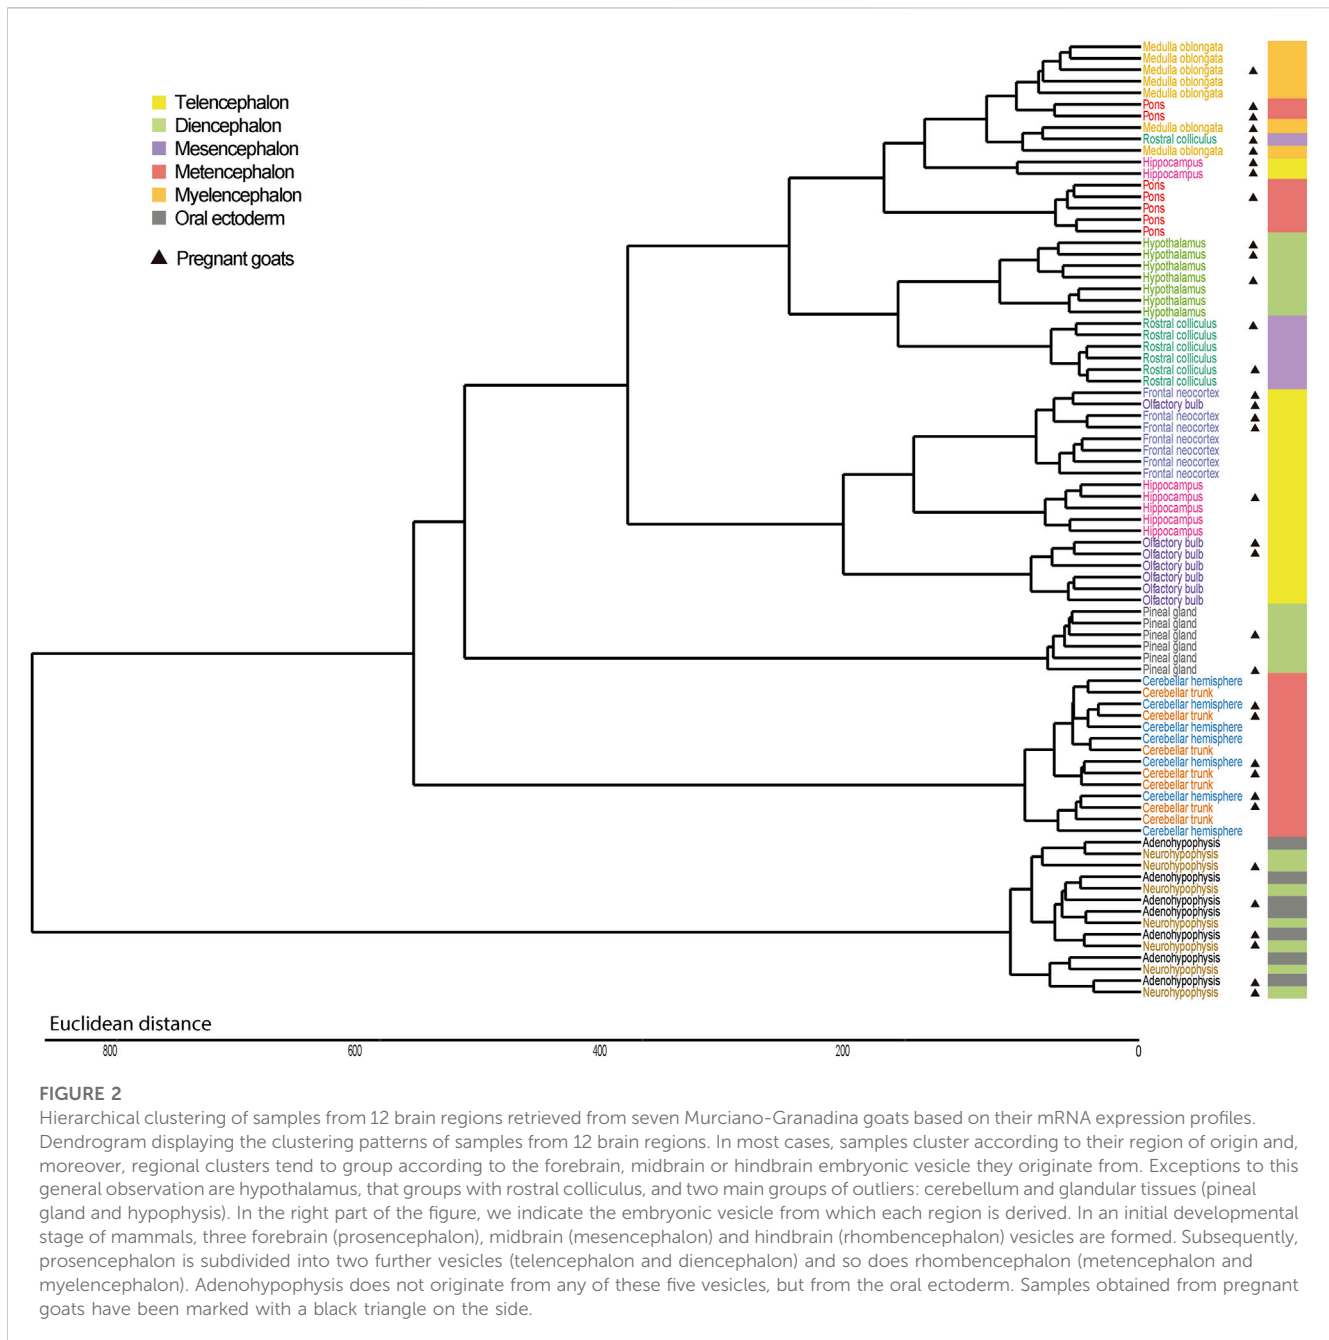 Telencephalon
Diencephalon
Mesencephalon
Metencephalon
Myelencephalon
Oral ectoderm
Pregnant goats
Medulla oblongata
Medulla oblongata
Medulla oblongata
Medulla oblongata
Medulla oblongata
Pons
Pons
Medulla oblongata
Rostral colliculus
Medulla oblongata
Hippocampus
Hippocampus
Pons
Pons
Pons
Pons
Pons
Hypothalamus
Hypothalamus
Hypothalamus
Hypothalamus
Hypothalamus
Hypothalamus
Hypothalamus
Rostral colliculus
Rostral colliculus
Rostral colliculus
Rostral colliculus
Rostral colliculus
Rostral colliculus
Frontal neocortex
Olfactory bulb
Frontal neocortex
Frontal neocortex
Frontal neocortex
Frontal neocortex
Frontal neocortex
Frontal neocortex
Hippocampus
Hippocampus
Hippocampus
Hippocampus
Hippocampus
Olfactory bulb
Olfactory bulb
Olfactory bulb
Olfactory bulb
Olfactory bulb
Olfactory bulb
Pineal gland
Pineal gland
Pineal gland
Pineal gland
Pineal gland
Pineal gland
Cerebellar hemisphere
Cerebellar trunk
Cerebellar hemisphere
Cerebellar trunk
Cerebellar hemisphere
Cerebellar hemisphere
Cerebellar trunk
Cerebellar hemisphere
Cerebellar trunk
Cerebellar trunk
Cerebellar hemisphere
Cerebellar trunk
Cerebellar trunk
Cerebellar hemisphere
Adenohypophysis
Neurohypophysis
Neurohypophysis
Adenohypophysis
Neurohypophysis
Adenohypophysis
Adenohypophysis
Neurohypophysis
Adenohypophysis
Neurohypophysis
Adenohypophysis
Neurohypophysis
Adenohypophysis
Neurohypophysis
Euclidean distance
800 600 400 200 0
FIGURE 2
Hierarchical clustering of samples from 12 brain regions retrieved from seven Murciano-Granadina goats based on their mRNA expression profiles.
Dendrogram displaying the clustering patterns of samples from 12 brain regions. In most cases, samples cluster according to their region of origin and,
moreover, regional clusters tend to group according to the forebrain, midbrain or hindbrain embryonic vesicle they originate from. Exceptions to this
general observation are hypothalamus, that groups with rostral colliculus, and two main groups of outliers: cerebellum and glandular tissues (pineal
gland and hypophysis). In the right part of the figure, we indicate the embryonic vesicle from which each region is derived. In an initial developmental
stage of mammals, three forebrain (prosencephalon), midbrain (mesencephalon) and hindbrain (rhombencephalon) vesicles are formed. Subsequently,
prosencephalon is subdivided into two further vesicles (telencephalon and diencephalon) and so does rhombencephalon (metencephalon and
myelencephalon). Adenohypophysis does not originate from any of these five vesicles, but from the oral ectoderm. Samples obtained from pregnant
goats have been marked with a black triangle on the side.